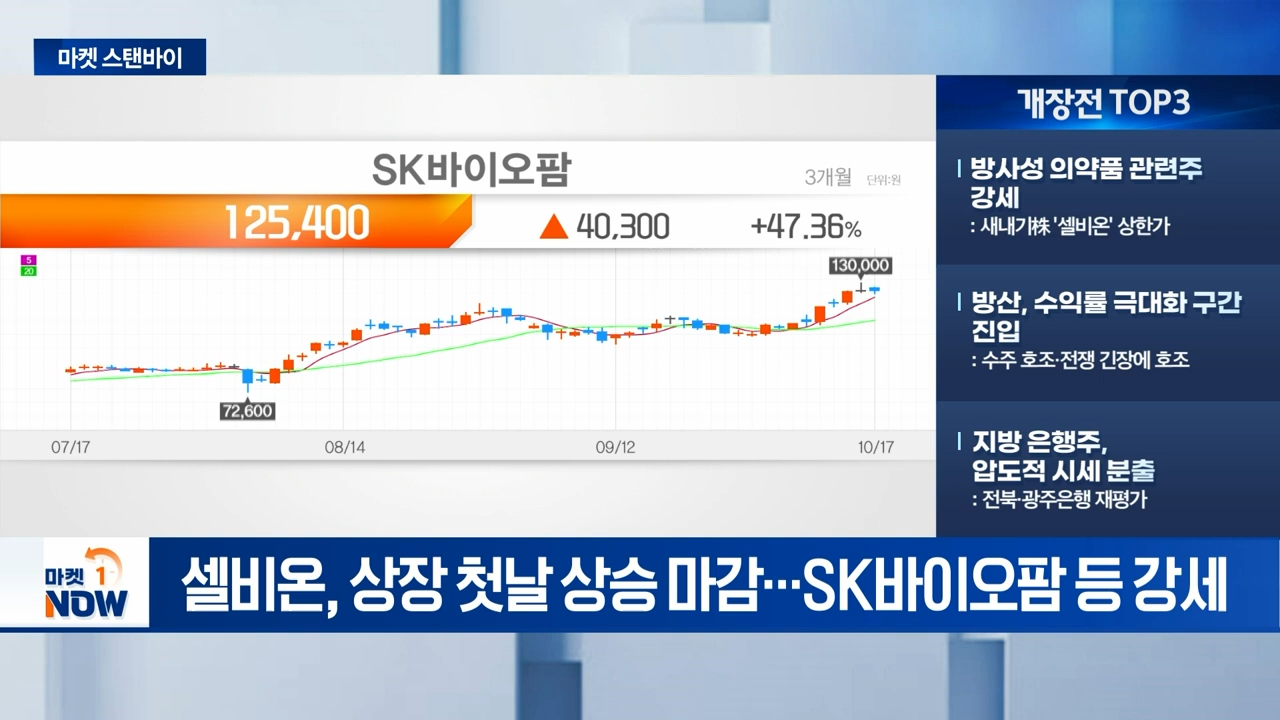 마켓 스탠바이
SK바이오팜
3개월 단위:원
125,400 ▲ 40,300 +47.36%
5
20
130,000
72,600
07/17 08/14 09/12 10/17
개장전 TOP3
방사성 의약품 관련주
강세
: 새내기株 '셀비온' 상한가
방산, 수익률 극대화 구간
진입
: 수주 호조·전쟁 긴장에 호조
지방 은행주,
압도적 시세 분출
: 전북·광주은행 재평가
마켓 1
NOW
셀비온, 상장 첫날 상승 마감…SK바이오팜 등 강세